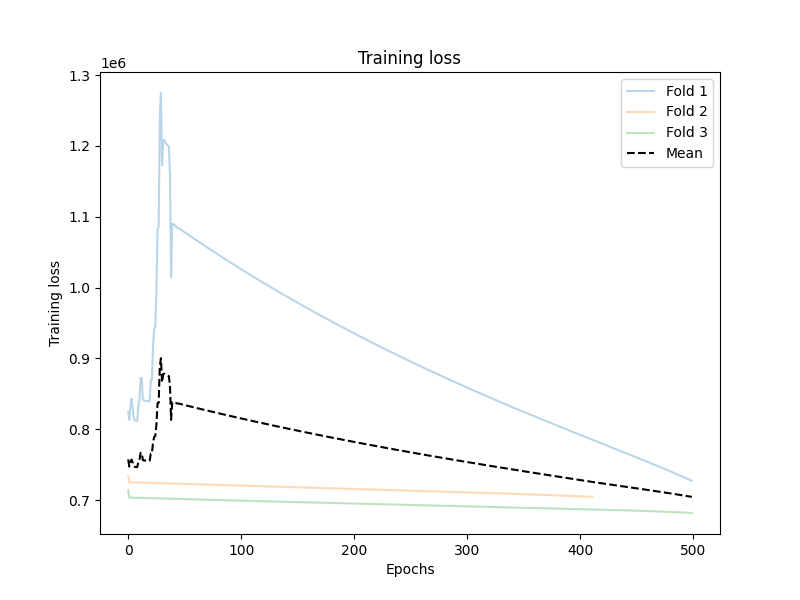 Training loss
1e6
1.3
1.2
1.1
1.0
0.9
0.8
0.7
Training loss
0
100
200
300
400
500
Epochs
Fold 1
Fold 2
Fold 3
Mean